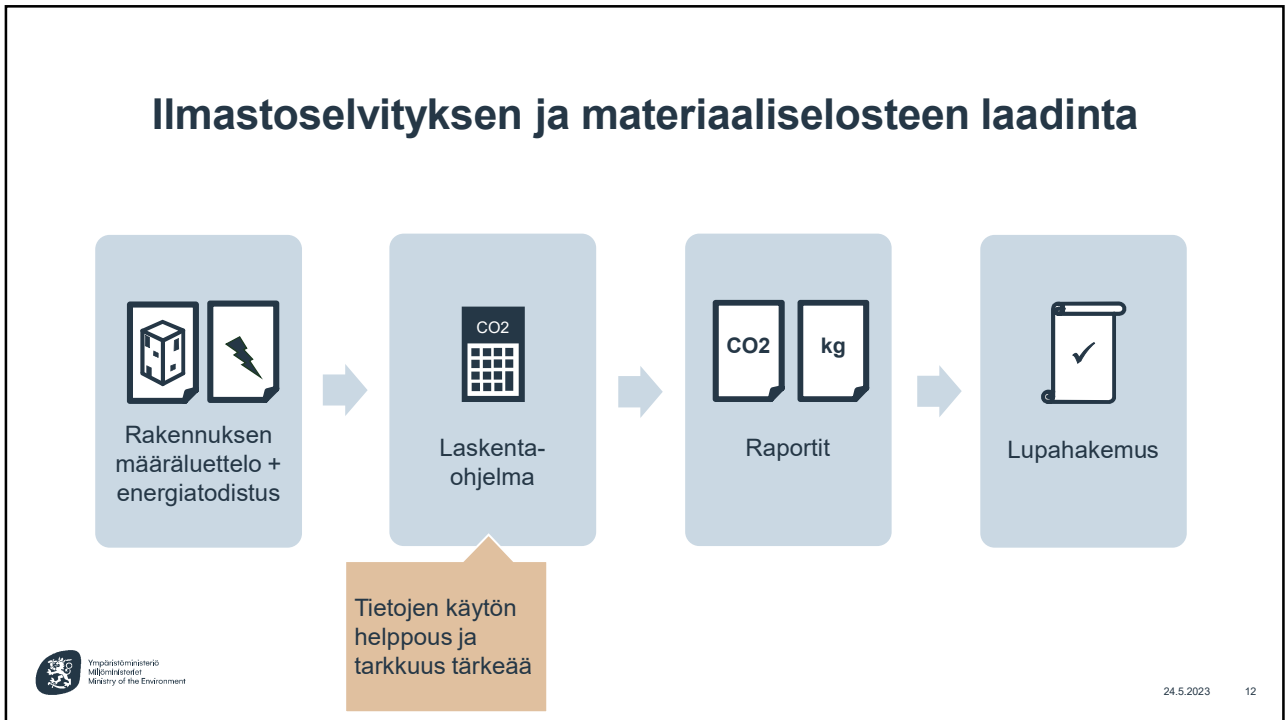 Ilmastoselvityksen ja materiaaliselosteen laadinta
Rakennuksen
määräluettelo +
energiatodistus
CO2
Laskenta-
ohjelma
CO2
kg
Raportit
Lupahakemus
Tietojen käytön
helppous ja
tarkkuus tärkeää
Ympäristöministeriö
Miljöministeriet
Ministry of the Environment
24.5.2023
12